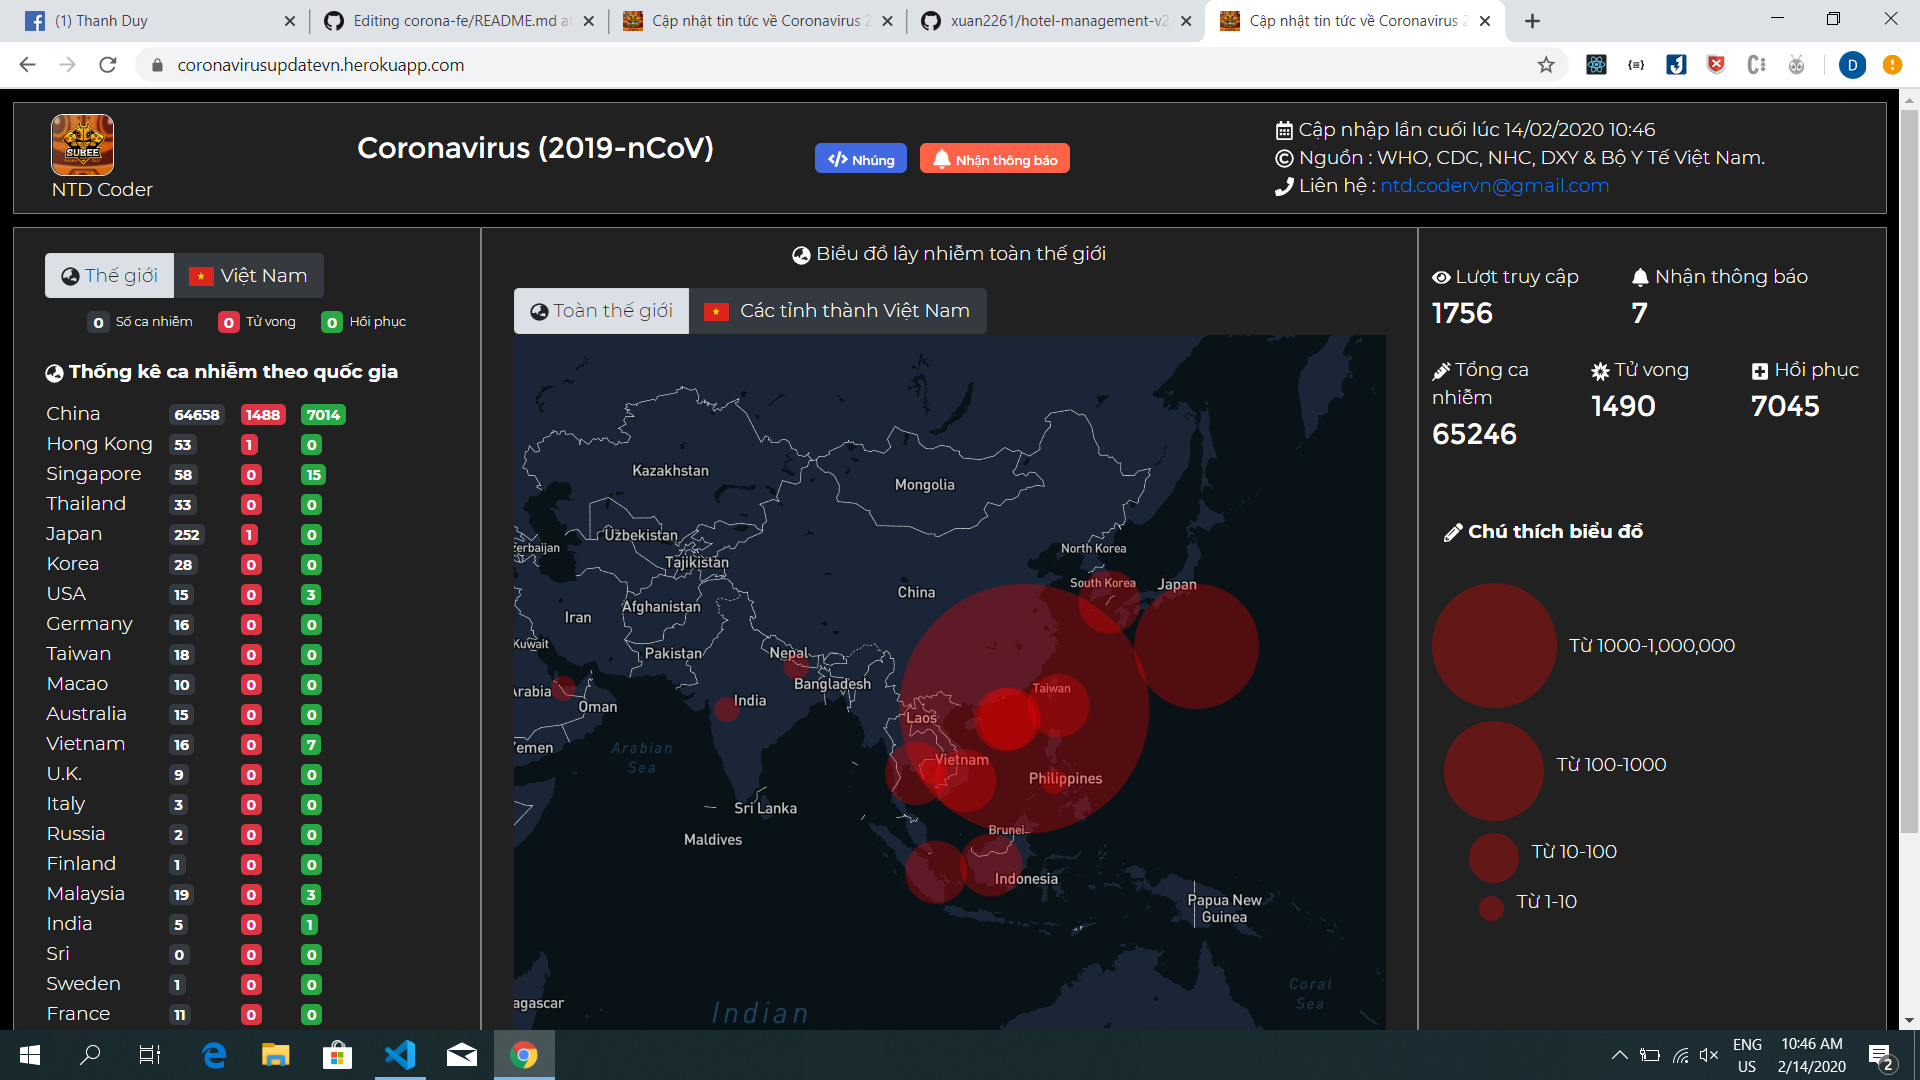 (1) Thanh Duy
Editing corona-fe/README.md at
Cập nhật tin tức về Coronavirus 2
xuan2261/hotel-management-v2
Cập nhật tin tức về Coronavirus 2
coronavirusupdatevn.herokuapp.com
D
SUBEE
NTD Coder
Coronavirus (2019-nCoV)
Nhúng
Nhận thông báo
Cập nhập lần cuối lúc 14/02/2020 10:46
Nguồn : WHO, CDC, NHC, DXY & Bộ Y Tế Việt Nam.
Liên hệ : ntd.codervn@gmail.com
Thế giới
Việt Nam
0 Số ca nhiễm
0 Tử vong
0 Hồi phục
Thống kê ca nhiễm theo quốc gia
China 64658 1488 7014
Hong Kong 53 1 0
Singapore 58 0 15
Thailand 33 0 0
Japan 252 1 0
Korea 28 0 0
USA 15 0 3
Germany 16 0 0
Taiwan 18 0 0
Macao 10 0 0
Australia 15 0 0
Vietnam 16 0 7
U.K. 9 0 0
Italy 3 0 0
Russia 2 0 0
Finland 1 0 0
Malaysia 19 0 3
India 5 0 1
Sri 0 0 0
Sweden 1 0 0
France 11 0 0
Biểu đồ lây nhiễm toàn thế giới
Toàn thế giới
Các tỉnh thành Việt Nam
Kazakhstan
Mongolia
Uzbekistan
zerbaijan
Tajikistan
North Korea
South Korea
Japan
China
Afghanistan
Iran
Kuwait
Pakistan
Nepal
Bangladesh
Arabia
Oman
India
Taiwan
Laos
Yemen
Arabian
Sea
Vietnam
Philippines
Sri Lanka
Maldives
Brunei
Indonesia
Papua New
Guinea
Coral
Sea
agascar
Indian
Lượt truy cập
1756
Nhận thông báo
7
Tổng ca
nhiễm
65246
Tử vong
1490
Hồi phục
7045
Chú thích biểu đồ
Từ 1000-1,000,000
Từ 100-1000
Từ 10-100
Từ 1-10
ENG
US
10:46 AM
2/14/2020
2